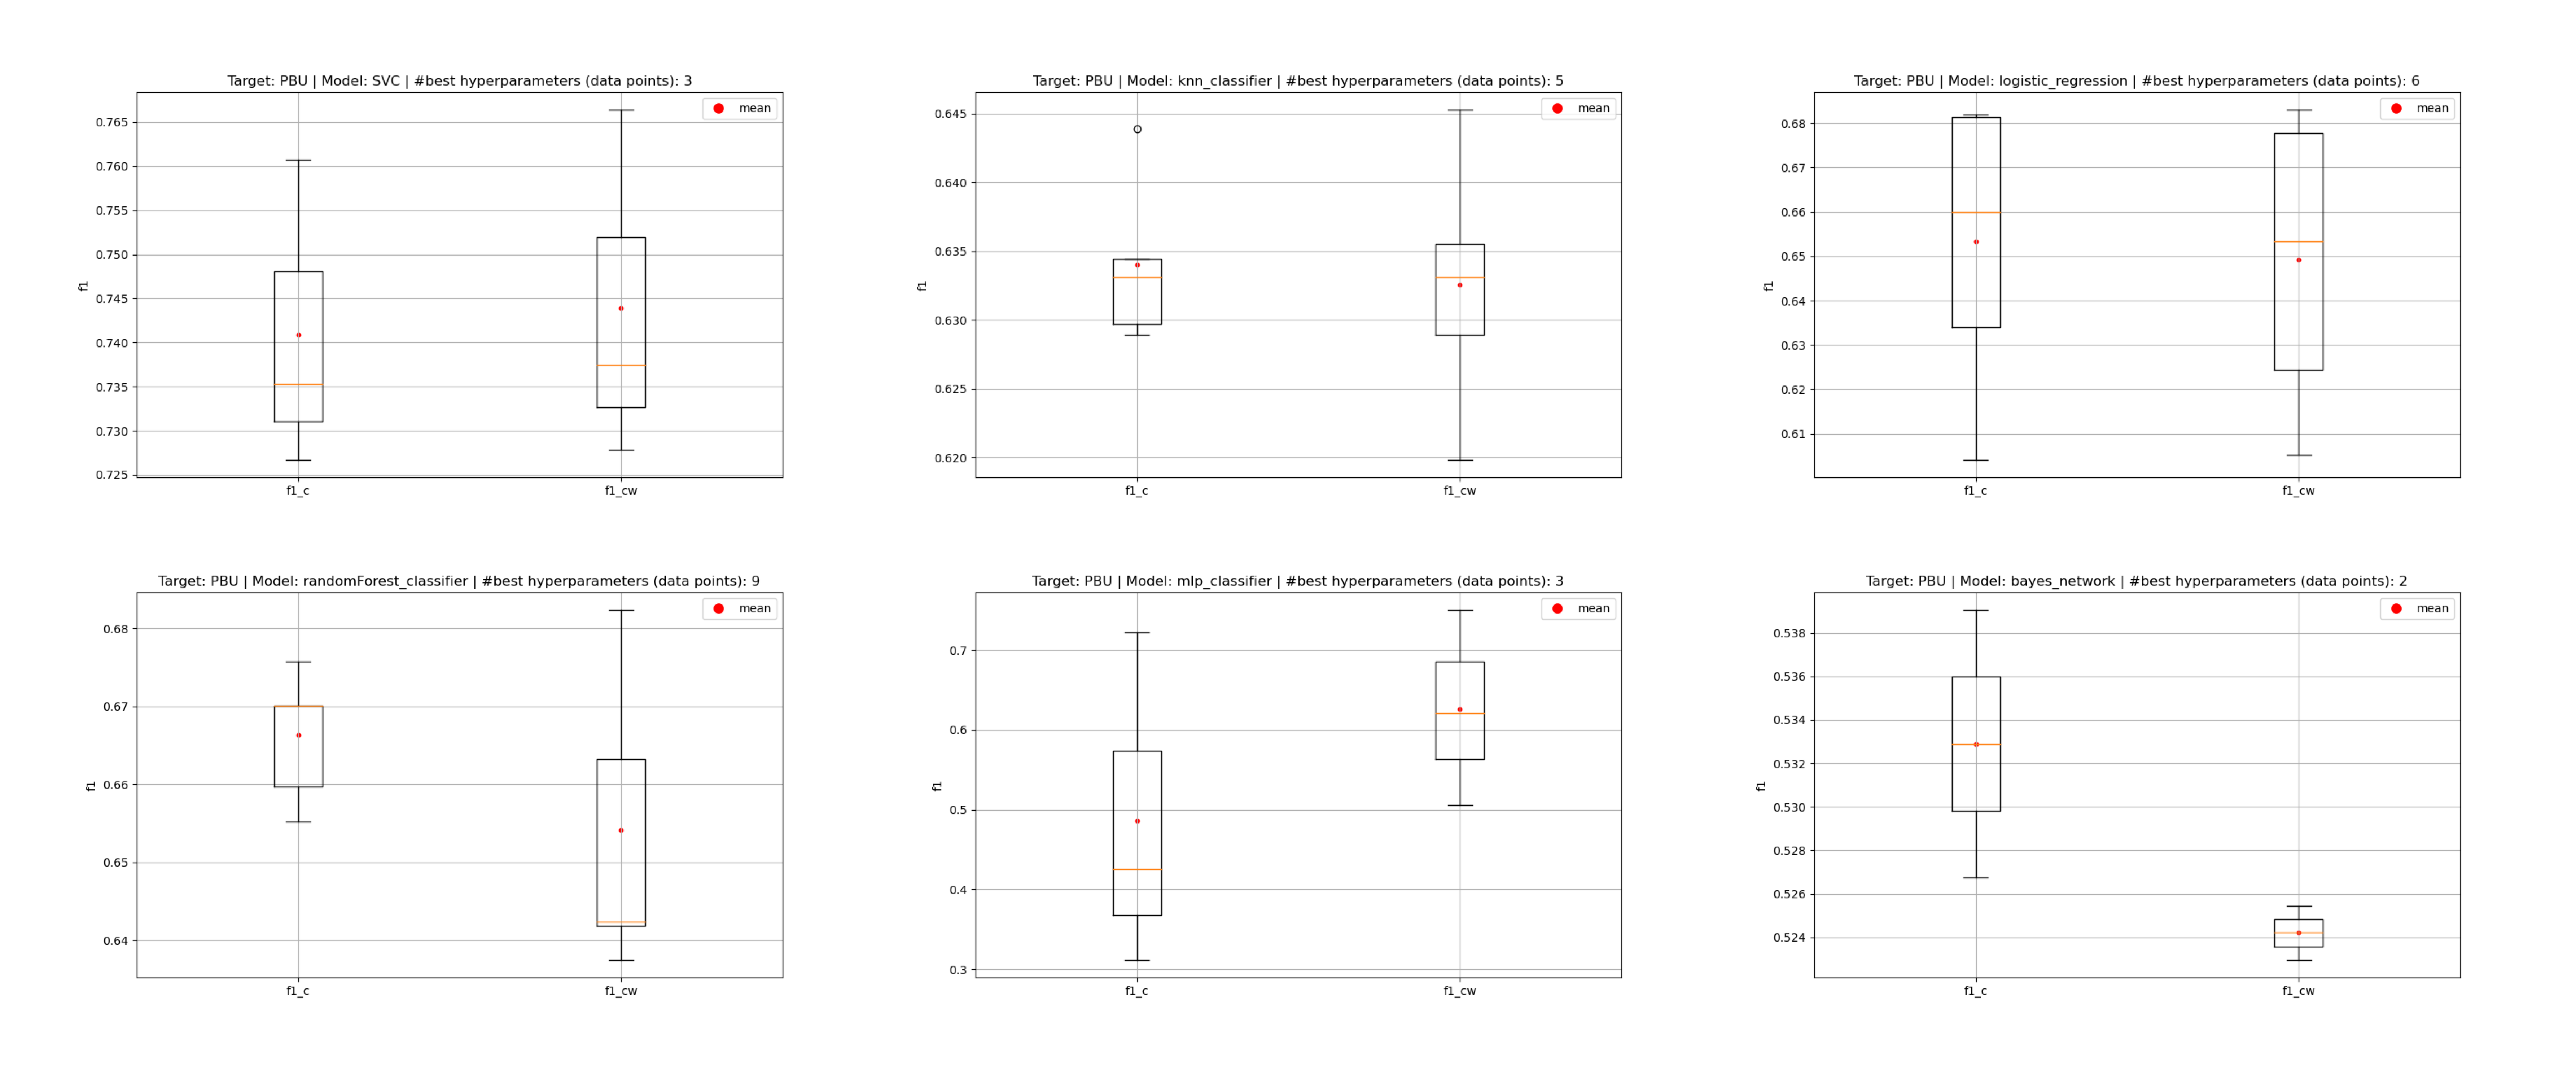 Target: PBU | Model: SVC | #best hyperparameters (data points): 3
mean
0.765
0.760
0.755
0.750
0.745
0.740
0.735
0.730
0.725
f1
f1_c
f1_cw
Target: PBU | Model: knn_classifier | #best hyperparameters (data points): 5
mean
0.645
0.640
0.635
0.630
0.625
0.620
f1
f1_c
f1_cw
Target: PBU | Model: logistic_regression | #best hyperparameters (data points): 6
mean
0.68
0.67
0.66
0.65
0.64
0.63
0.62
0.61
f1
f1_c
f1_cw
Target: PBU | Model: randomForest_classifier | #best hyperparameters (data points): 9
mean
0.68
0.67
0.66
0.65
0.64
f1
f1_c
f1_cw
Target: PBU | Model: mlp_classifier | #best hyperparameters (data points): 3
mean
0.7
0.6
0.5
0.4
0.3
f1
f1_c
f1_cw
Target: PBU | Model: bayes_network | #best hyperparameters (data points): 2
mean
0.538
0.536
0.534
0.532
0.530
0.528
0.526
0.524
f1
f1_c
f1_cw